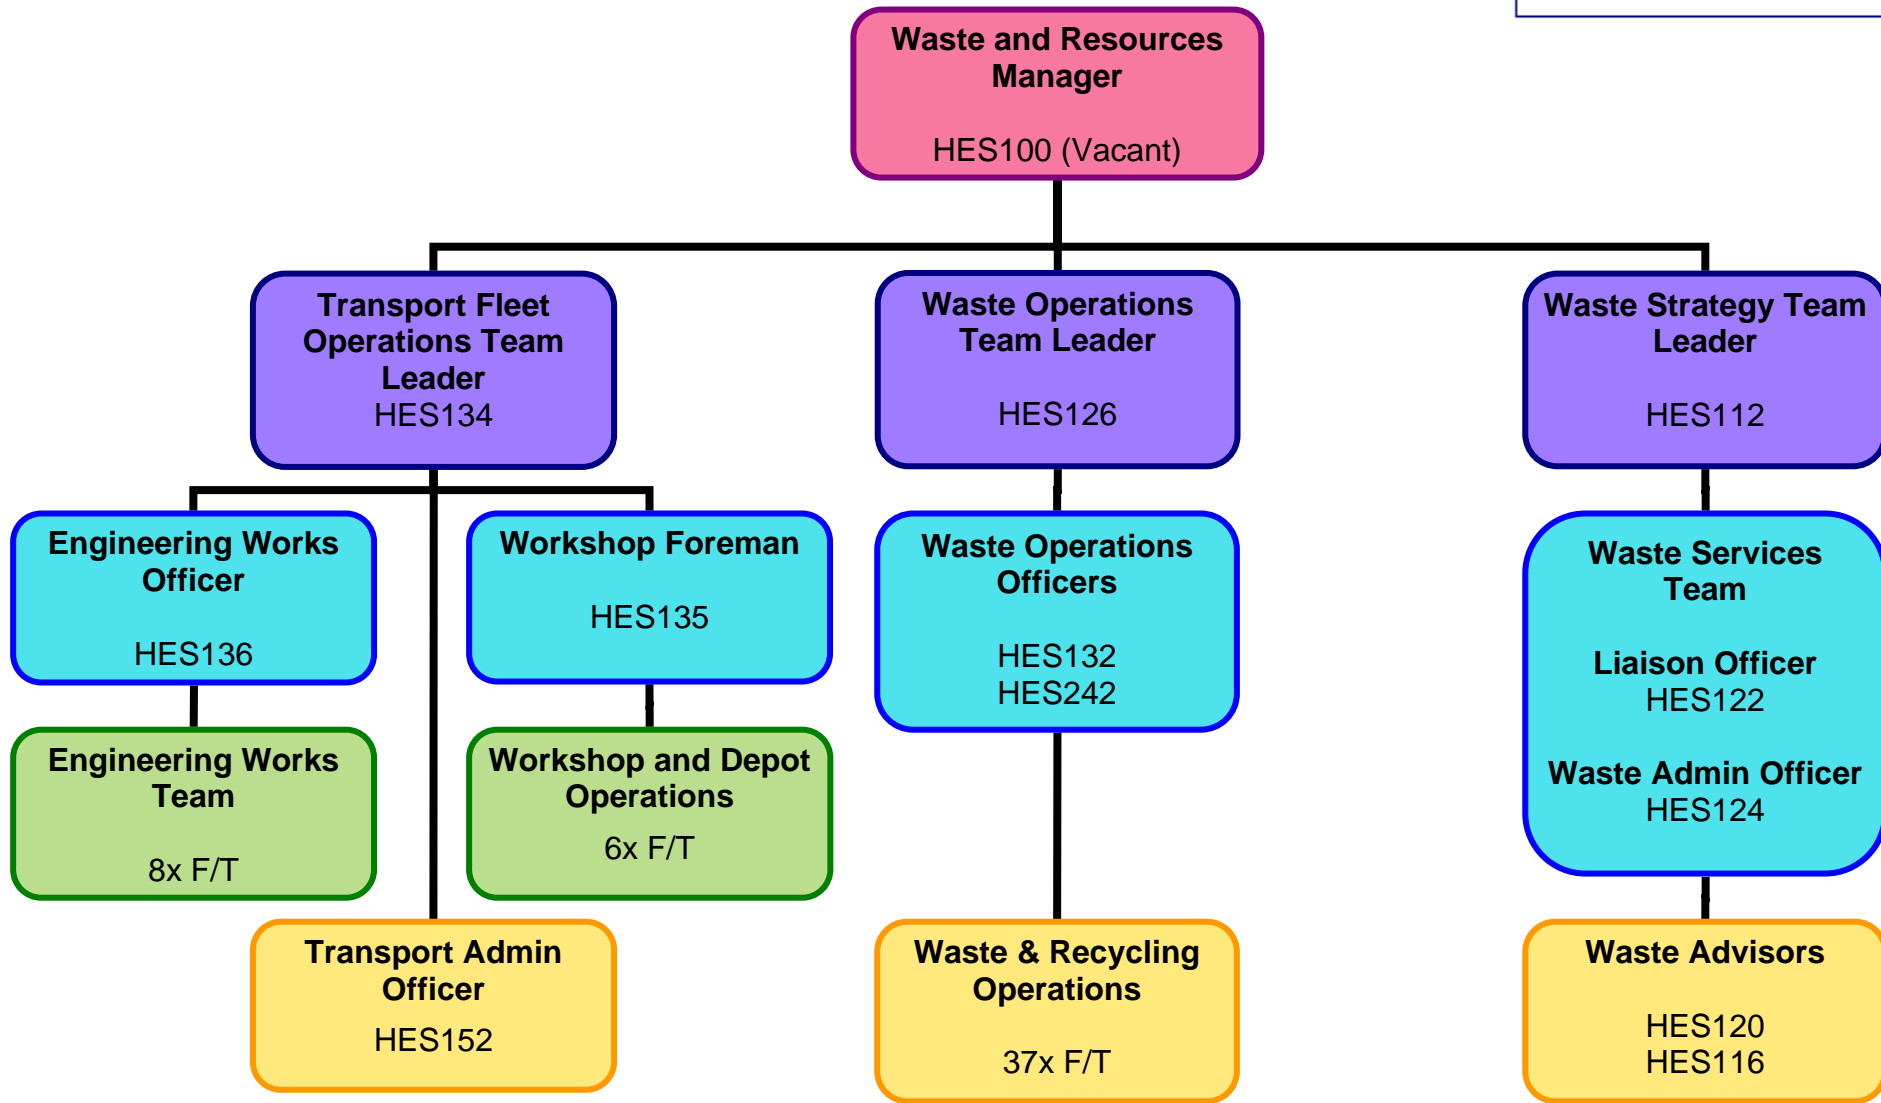 Waste and Resources
Manager
HES100 (Vacant)
Transport Fleet
Operations Team
Leader
HES134
Waste Operations
Team Leader
HES126
Waste Strategy Team
Leader
HES112
Engineering Works
Officer
HES136
Workshop Foreman
HES135
Waste Operations
Officers
HES132
HES242
Waste Services
Team
Liaison Officer
HES122
Waste Admin Officer
HES124
Engineering Works
Team
8x F/T
Workshop and Depot
Operations
6x F/T
Transport Admin
Officer
HES152
Waste & Recycling
Operations
37x F/T
Waste Advisors
HES120
HES116